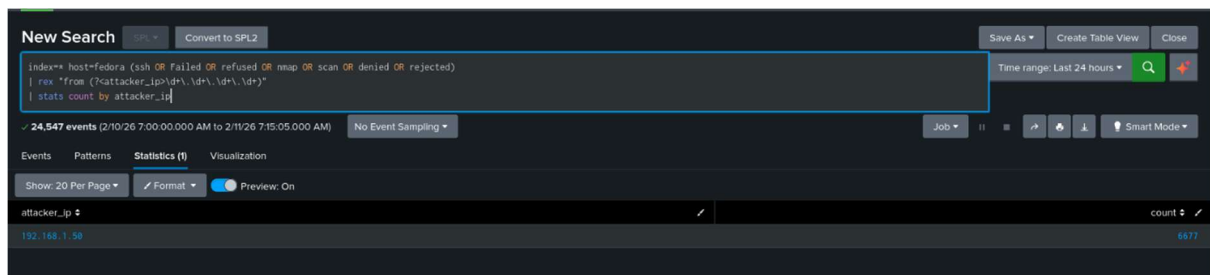 New Search SPL Convert to SPL2 Save As Create Table View Close
index=* host=fedora (ssh OR Failed OR refused OR nmap OR scan OR denied OR rejected)
| rex "from (?<attacker_ip>\d+\.\d+\.\d+\.\d+)"
| stats count by attacker_ip
Time range: Last 24 hours
24,547 events (2/10/26 7:00:00.000 AM to 2/11/26 7:15:05.000 AM) No Event Sampling Job Smart Mode
Events Patterns Statistics (1) Visualization
Show: 20 Per Page Format Preview: On
attacker_ip count
192.168.1.50 6677